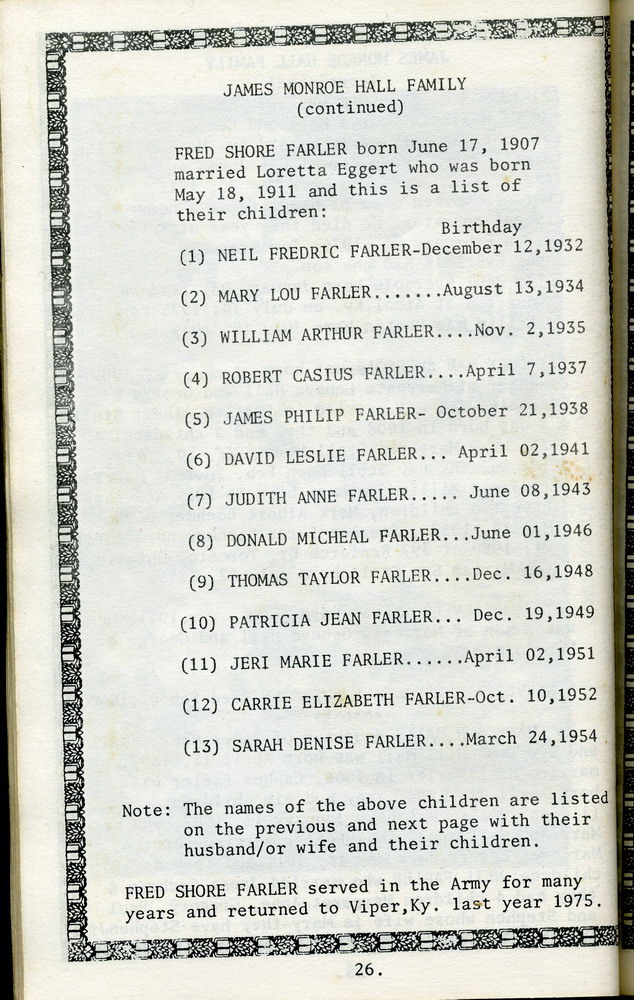 JAMES MONROE HALL FAMILY
(continued)
FRED SHORE FARLER born June 17, 1907
married Loretta Eggert who was born
May 18, 1911 and this is a list of
their children:
Birthday
(1) NEIL FREDRIC FARLER-December 12,1932
(2) MARY LOU FARLER.......August 13,1934
(3) WILLIAM ARTHUR FARLER....Nov. 2,1935
(4) ROBERT CASIUS FARLER....April 7,1937
(5) JAMES PHILIP FARLER- October 21,1938
(6) DAVID LESLIE FARLER... April 02,1941
(7) JUDITH ANNE FARLER..... June 08,1943
(8) DONALD MICHEAL FARLER...June 01,1946
(9) THOMAS TAYLOR FARLER....Dec. 16,1948
(10) PATRICIA JEAN FARLER... Dec. 19,1949
(11) JERI MARIE FARLER......April 02,1951
(12) CARRIE ELIZABETH FARLER-Oct. 10,1952
(13) SARAH DENISE FARLER....March 24,1954
Note: The names of the above children are listed
on the previous and next page with their
husband/or wife and their children.
FRED SHORE FARLER served in the Army for many
years and returned to Viper,Ky. last year 1975.
26.